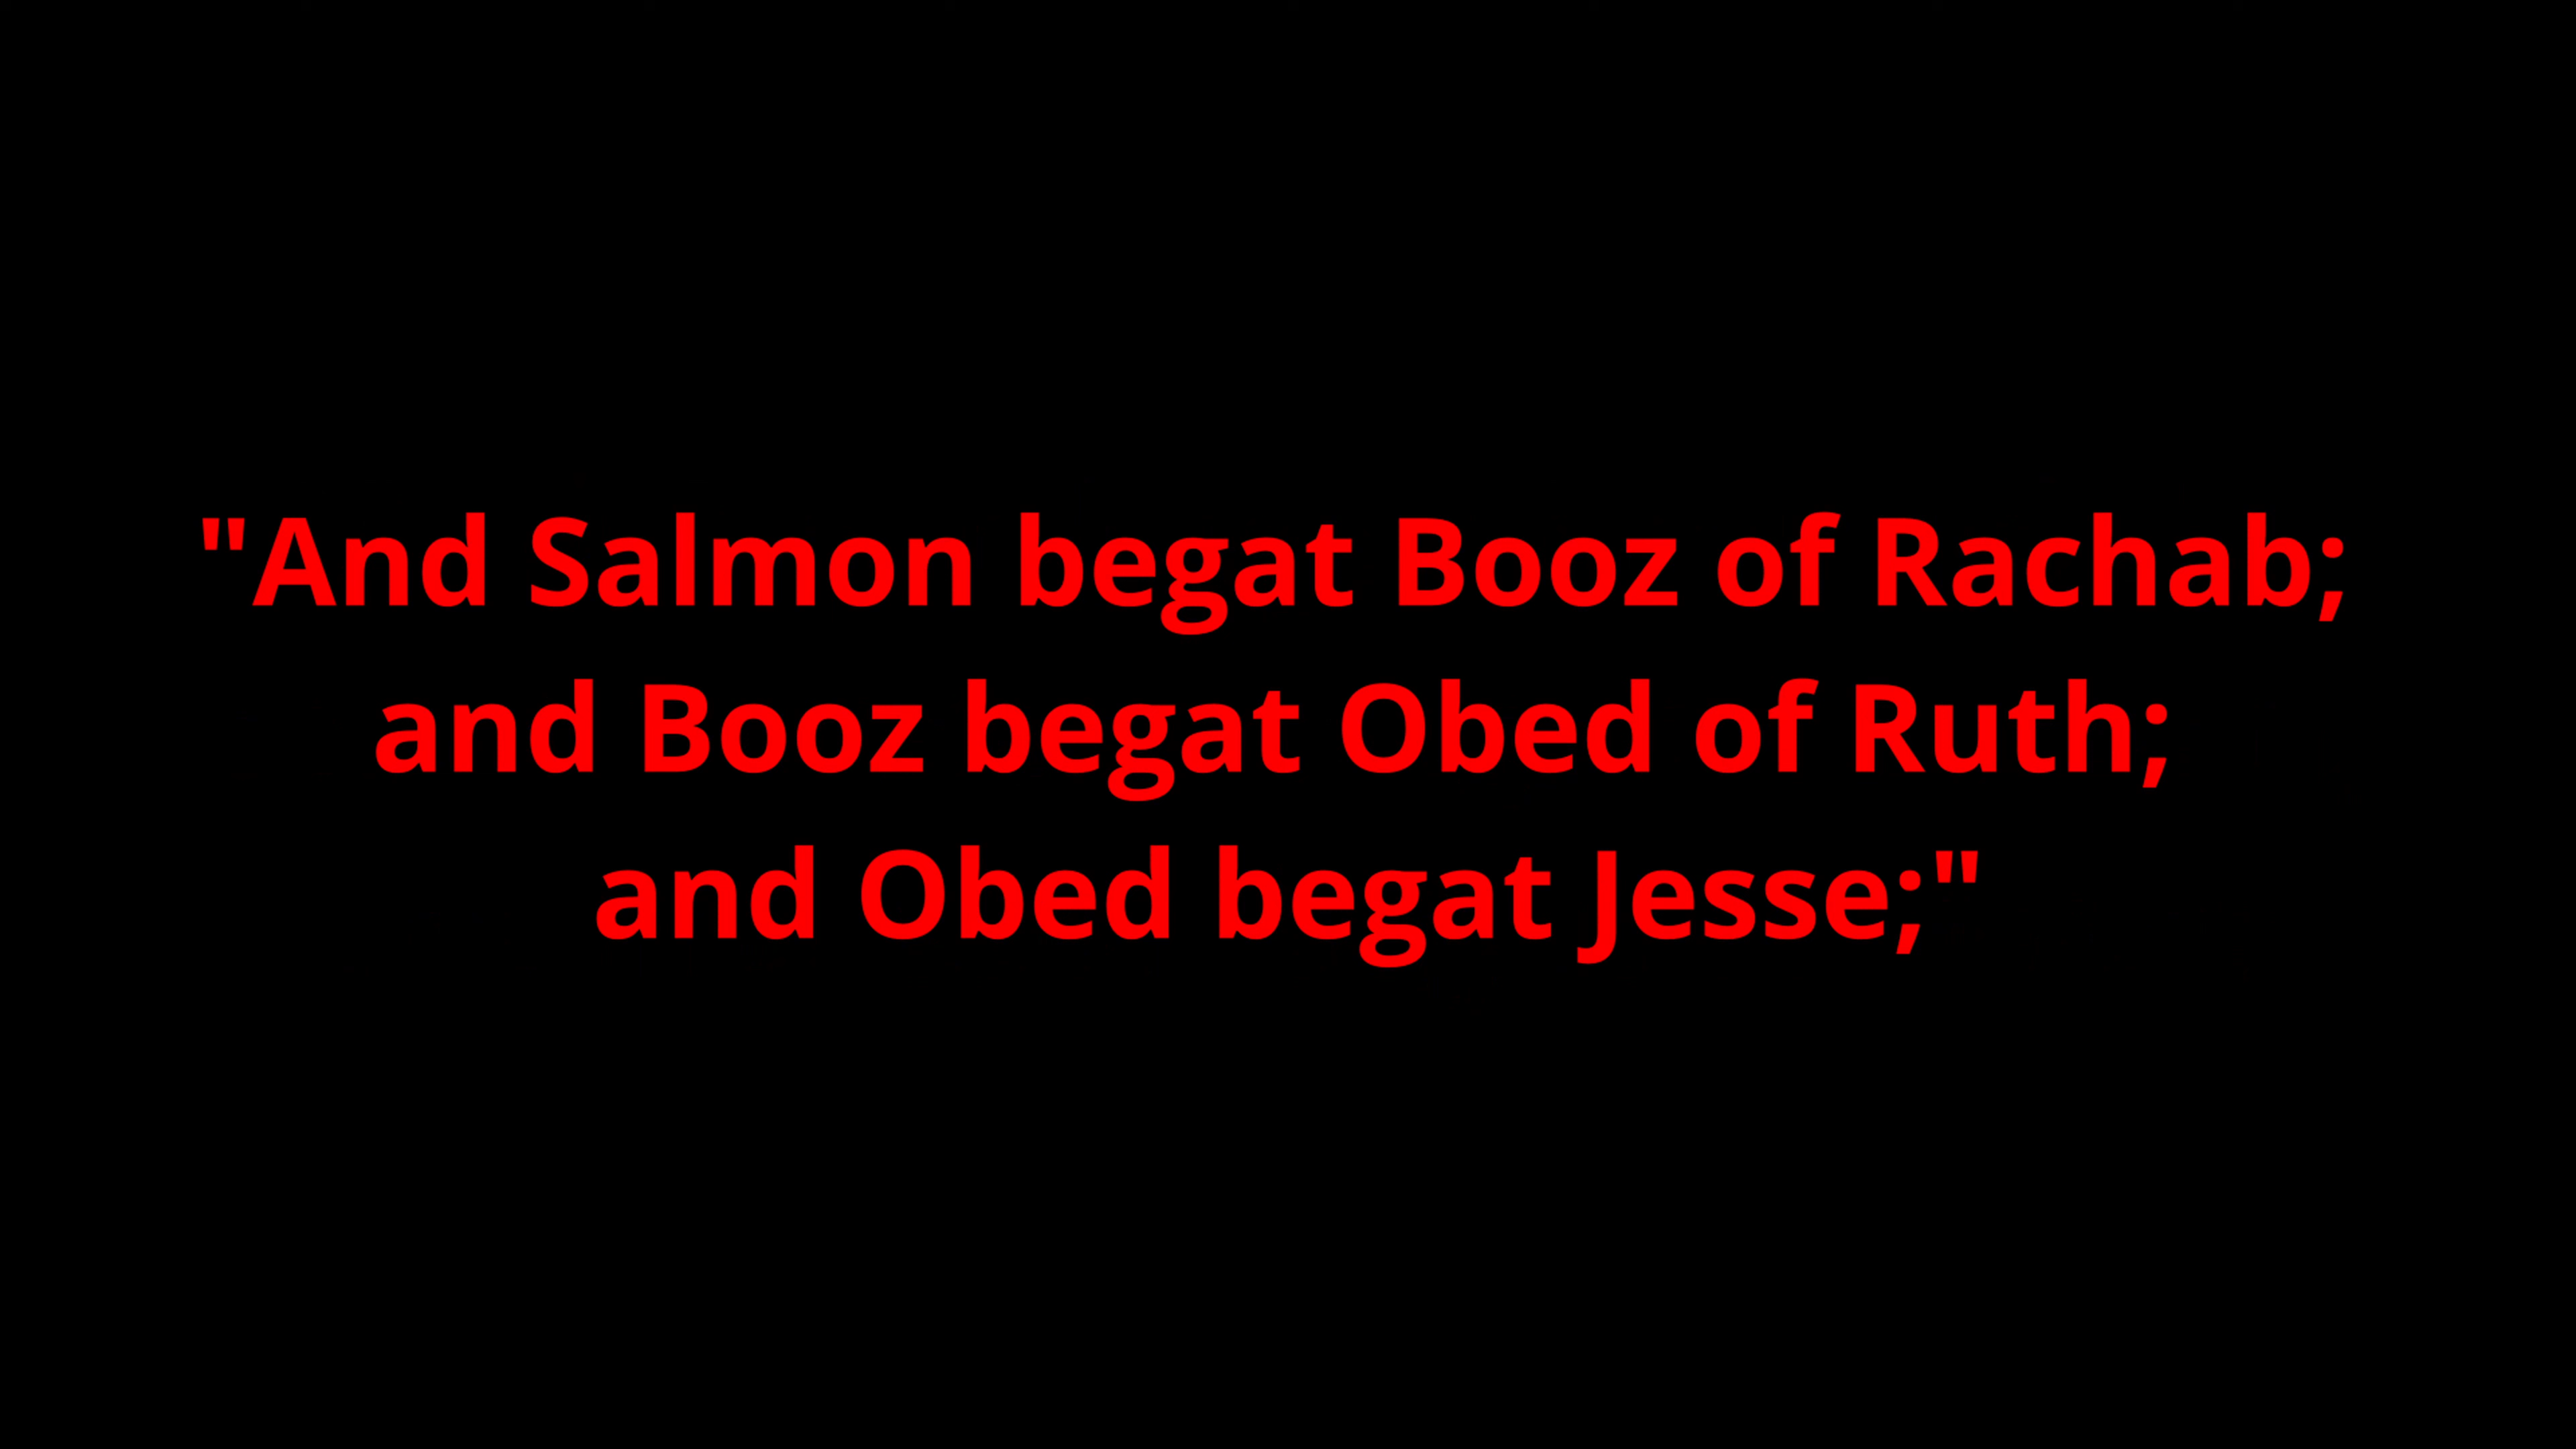 "And Salmon begat Booz of Rachab;
and Booz begat Obed of Ruth;
and Obed begat Jesse;"